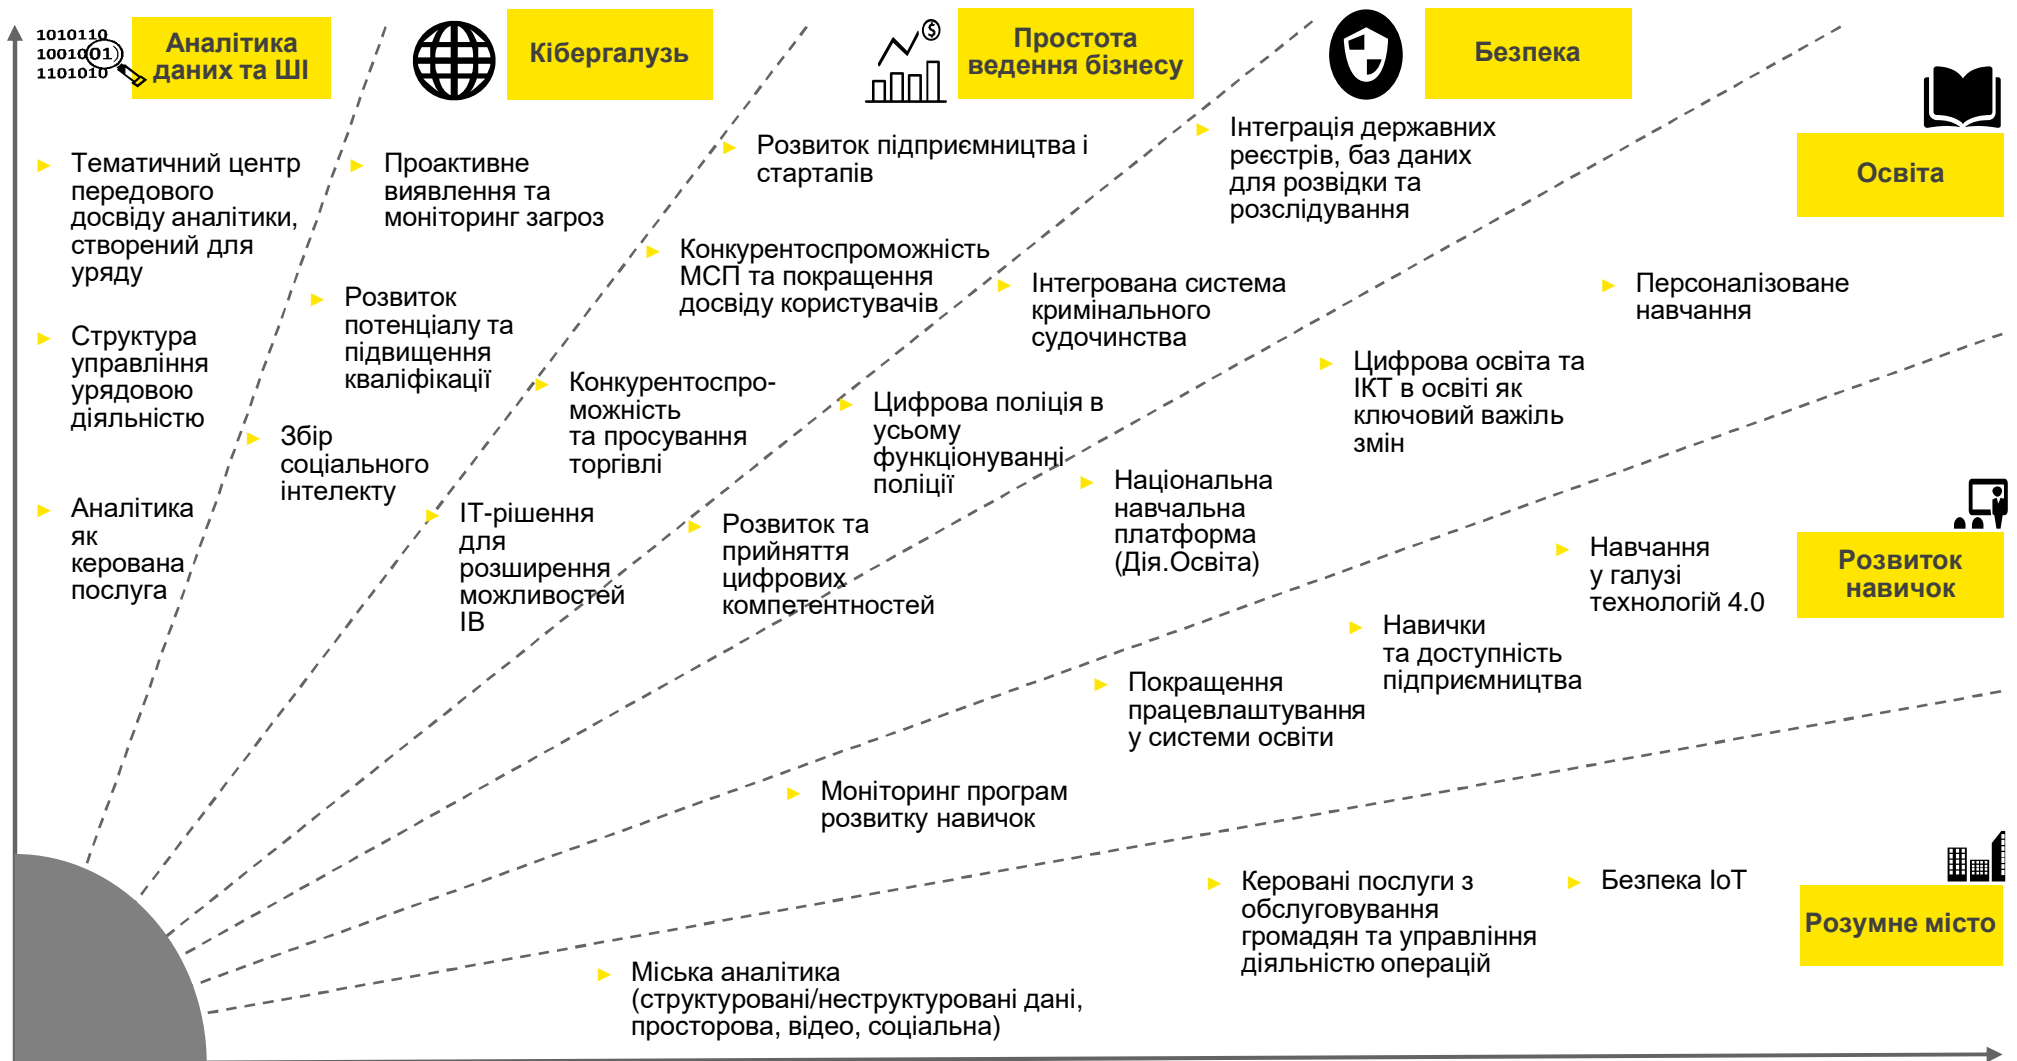 1010110
1001001
1101010
Аналітика
даних та ШІ
Тематичний центр
передового
досвіду аналітики,
створений для
уряду
Структура
управління
урядовою
діяльністю
Аналітика
як
керована
послуга
Кібергалузь
Проактивне
виявлення та
моніторинг загроз
Розвиток
потенціалу та
підвищення
кваліфікації
Збір
соціального
інтелекту
$
Простота
ведення бізнесу
Розвиток підприємництва і
стартапів
Конкурентоспроможність
МСП та покращення
досвіду користувачів
Конкурентоспро-
можність
та просування
торгівлі
ІТ-рішення
для
розширення
можливостей
ІВ
Безпека
Інтеграція державних
реєстрів, баз даних
для розвідки та
розслідування
Інтегрована система
кримінального
судочинства
Цифрова поліція в
усьому
функціонуванні
поліції
Розвиток та
прийняття
цифрових
компетентностей
Освіта
Персоналізоване
навчання
Цифрова освіта та
ІКТ в освіті як
ключовий важіль
змін
Національна
навчальна
платформа
(Дія.Освіта)
Розвиток
навичок
Навчання
у галузі
технологій 4.0
Навички
та доступність
підприємництва
Покращення
працевлаштування
у системи освіти
Моніторинг програм
розвитку навичок
Розумне місто
Безпека IoT
Керовані послуги з
обслуговування
громадян та управління
діяльністю операцій
Міська аналітика
(структуровані/неструктуровані дані,
просторова, відео, соціальна)